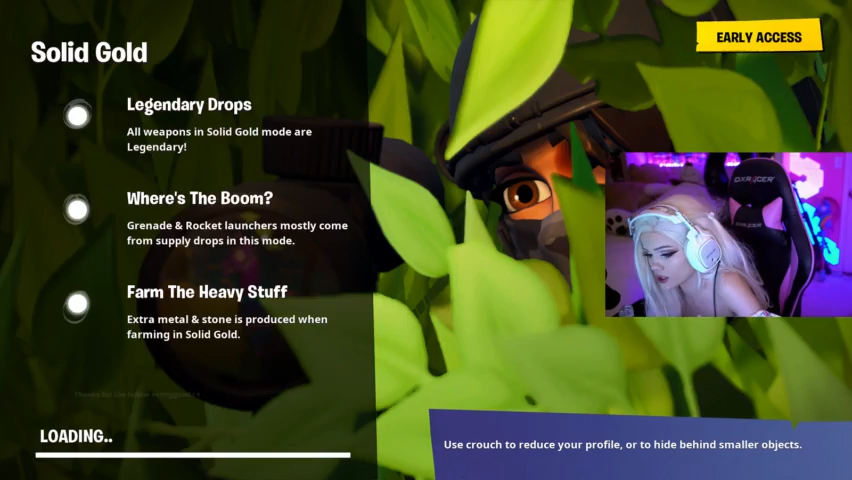 Solid Gold
EARLY ACCESS
Legendary Drops
All weapons in Solid Gold mode are
Legendary!
Where's The Boom?
Grenade & Rocket launchers mostly come
from supply drops in this mode.
Farm The Heavy Stuff
Extra metal & stone is produced when
farming in Solid Gold.
LOADING..
Use crouch to reduce your profile, or to hide behind smaller objects.
DXRACER